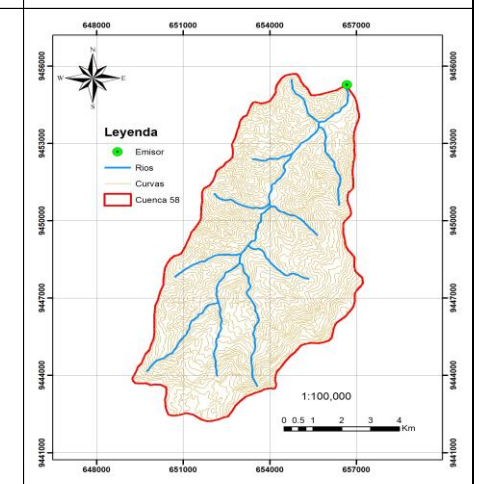 648000 651000 654000 657000
9456000
9456000
N
W E
S
Leyenda
Emisor
Rios
Curvas
Cuenca 58
9453000
9453000
9450000
9450000
9447000
9447000
9444000
9444000
1:100,000
0 0.5 1 2 3 4
Km
9441000
9441000
648000 651000 654000 657000